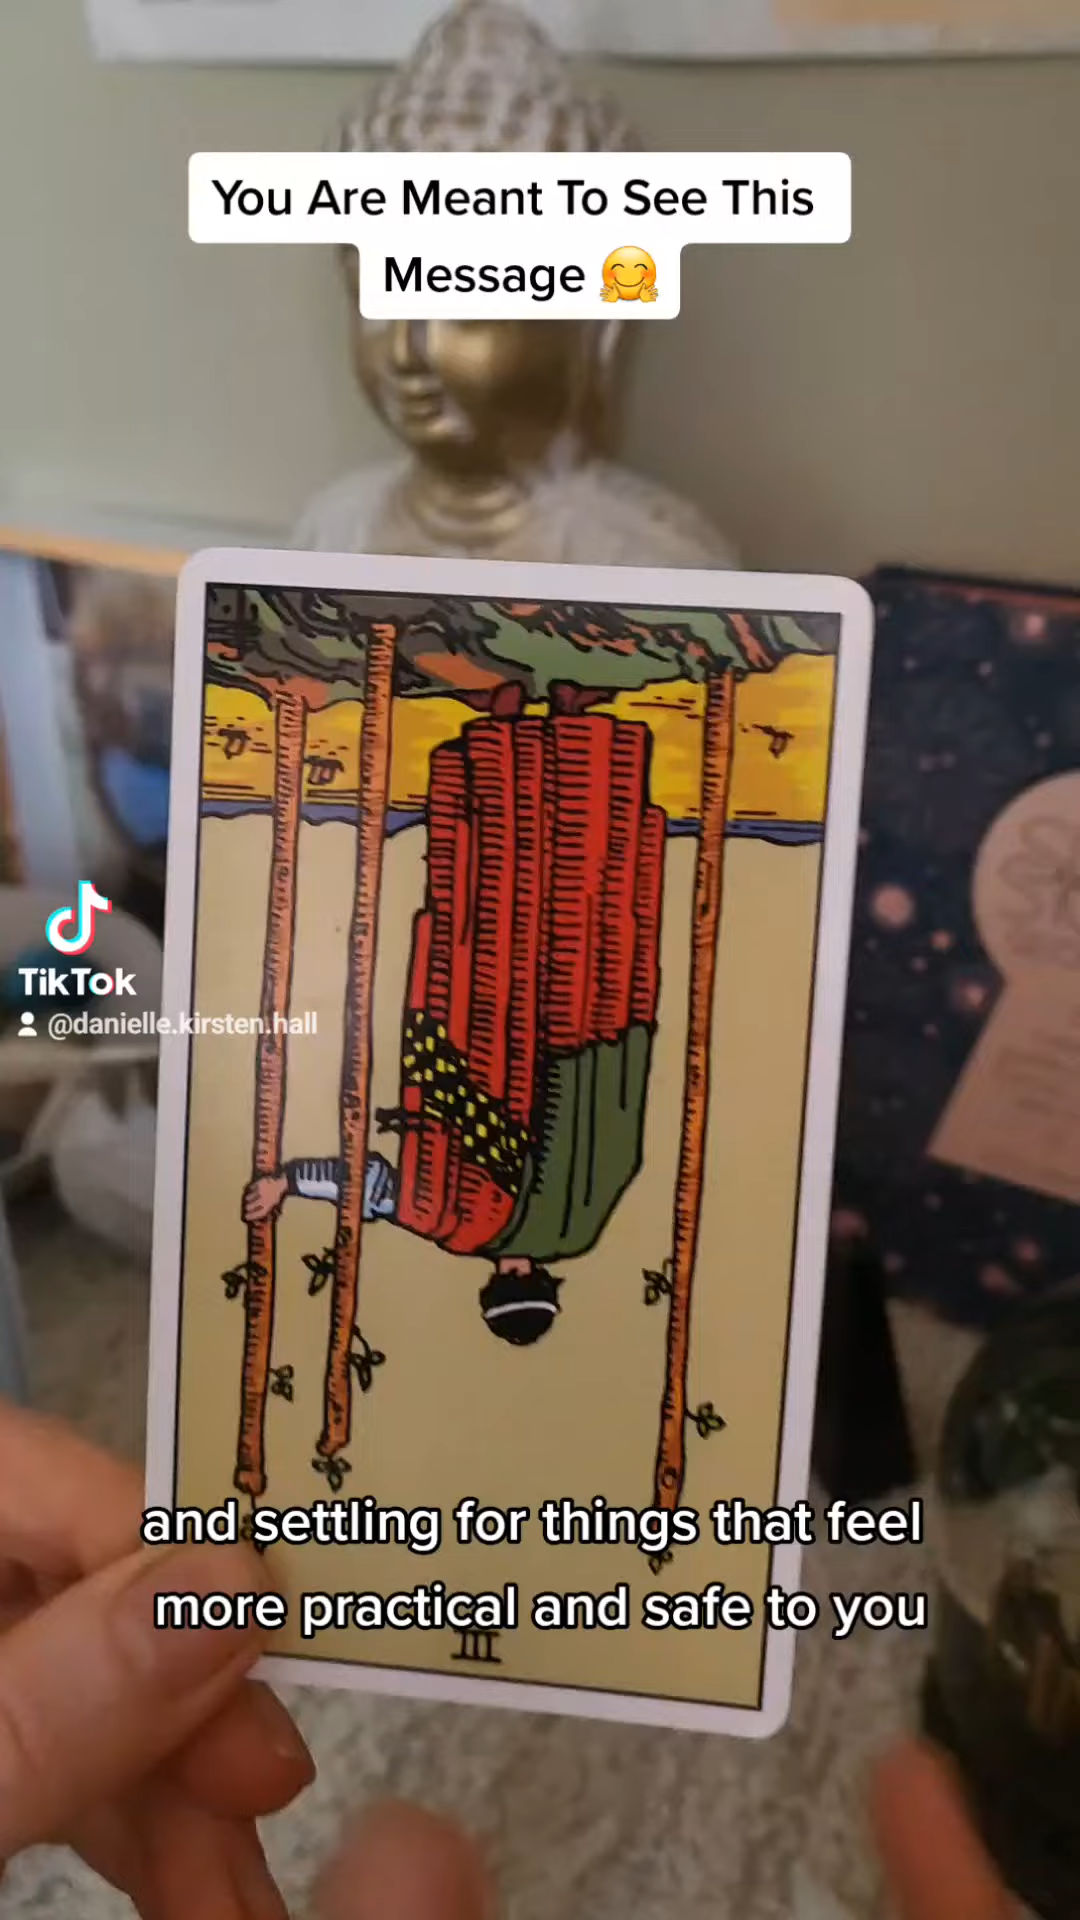 You Are Meant To See This
Message 🤗
TikTok
@danielle.kirsten.hall
and settling for things that feel
more practical and safe to you
III